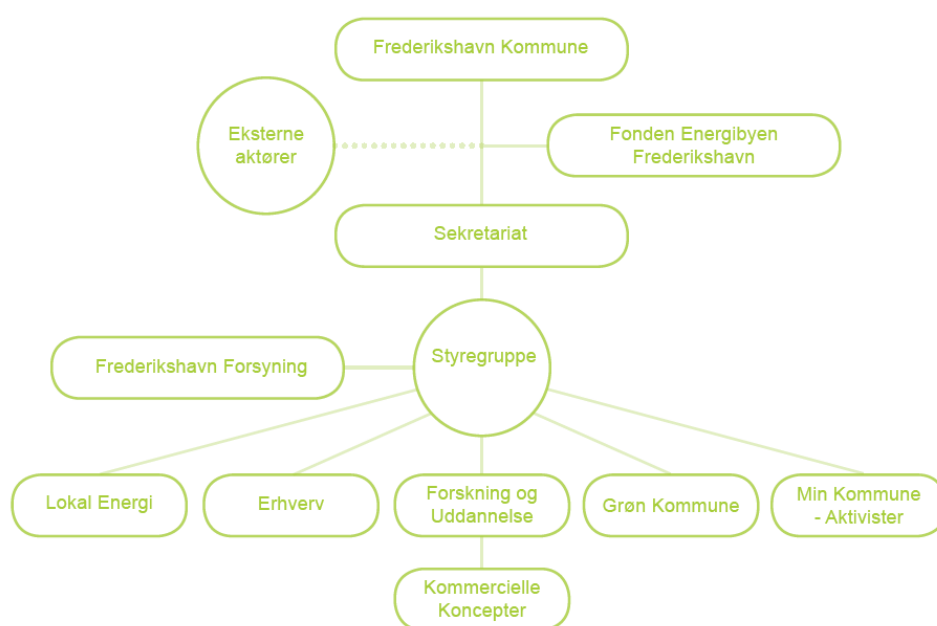 Frederikshavn Kommune
Eksterne
aktører
Fonden Energibyen
Frederikshavn
Sekretariat
Styregruppe
Frederikshavn Forsyning
Lokal Energi
Erhverv
Forskning og
Uddannelse
Grøn Kommune
Min Kommune
- Aktivister
Kommercielle
Koncepter